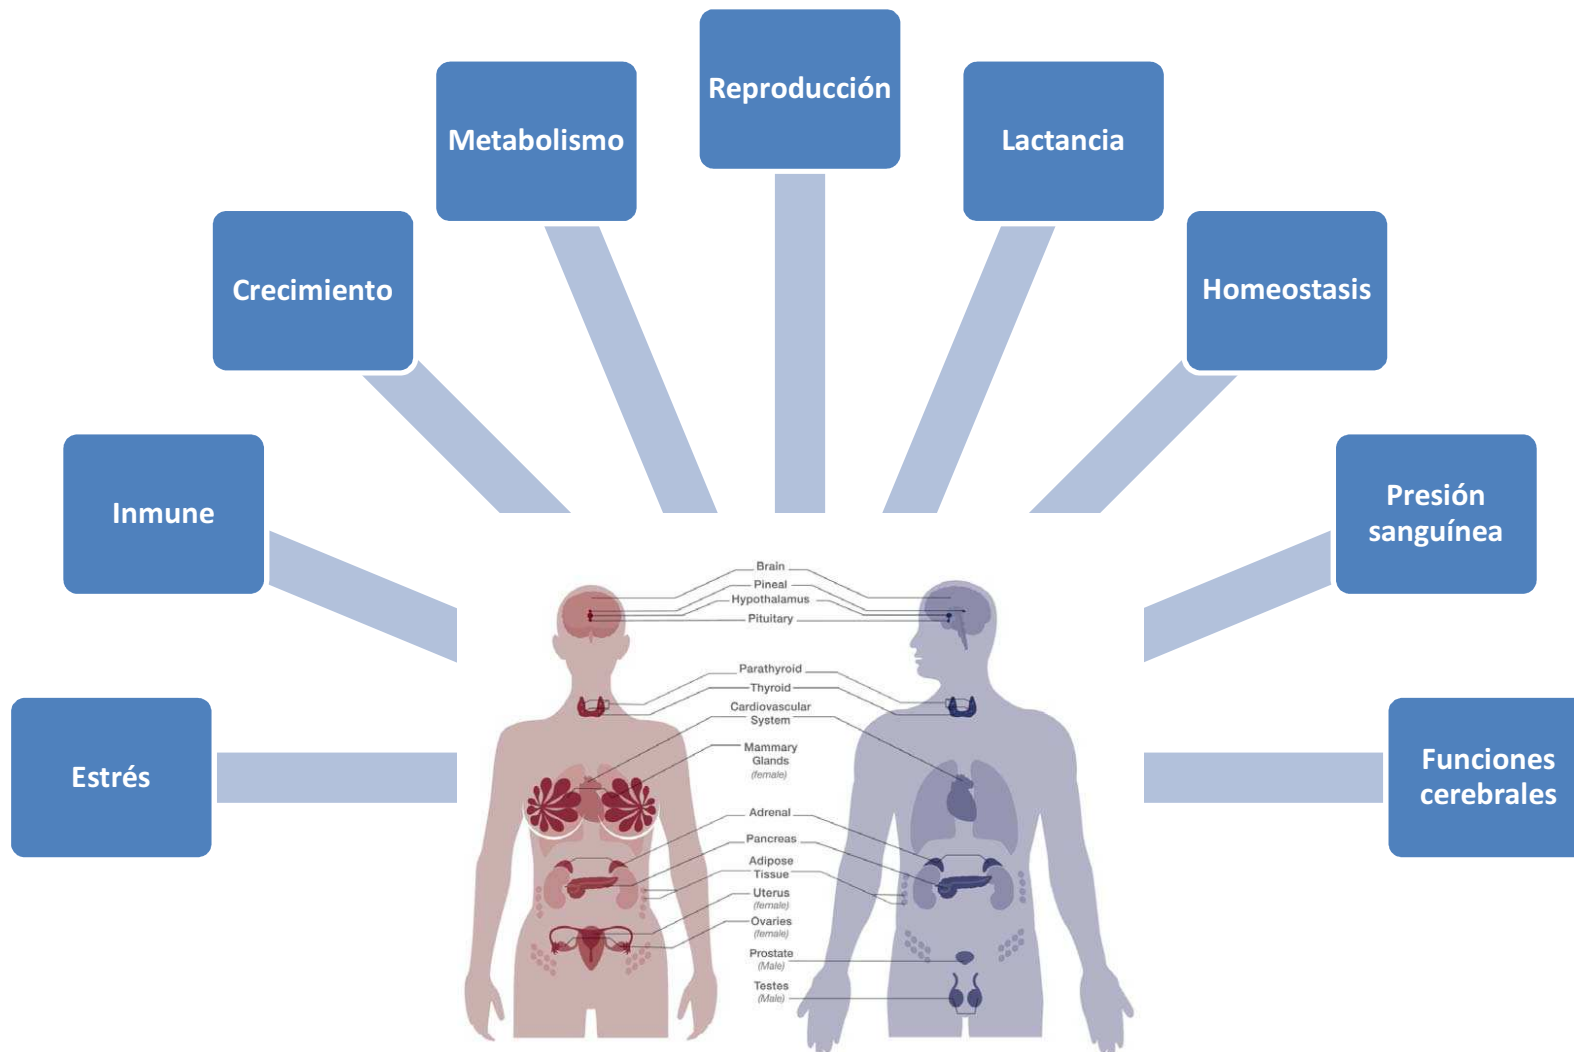 Reproducción
Metabolismo
Lactancia
Crecimiento
Homeostasis
Inmune
Presión
sanguínea
Estrés
Funciones
cerebrales
Brain
Pineal
Hypothalamus
Pituitary
Parathyroid
Thyroid
Cardiovascular
System
Mammary
Glands
(female)
Adrenal
Pancreas
Adipose
Tissue
Uterus
(female)
Ovaries
(female)
Prostate
(Male)
Testes
(Male)